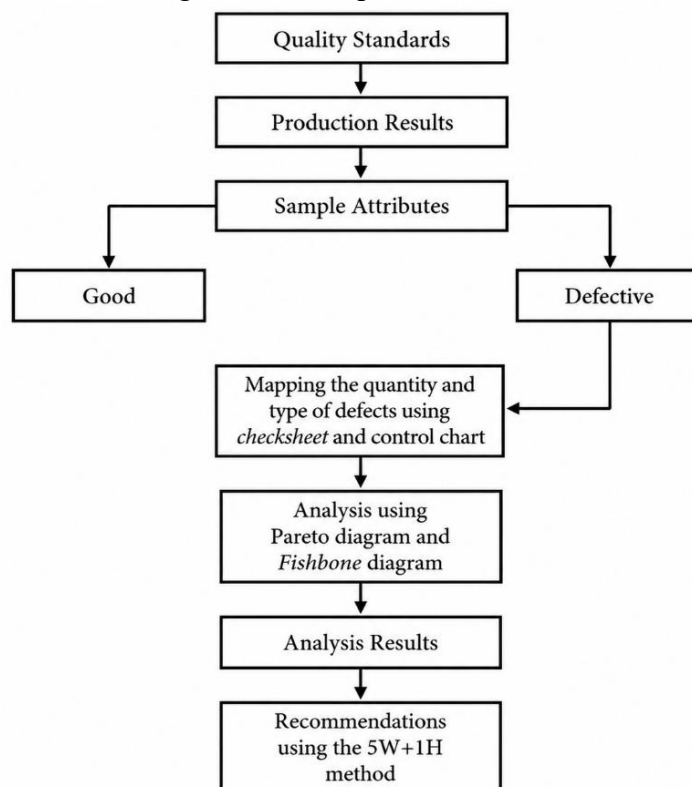 Quality Standards
Production Results
Sample Attributes
Good
Defective
Mapping the quantity and
type of defects using
checksheet and control chart
Analysis using
Pareto diagram and
Fishbone diagram
Analysis Results
Recommendations
using the 5W+1H
method